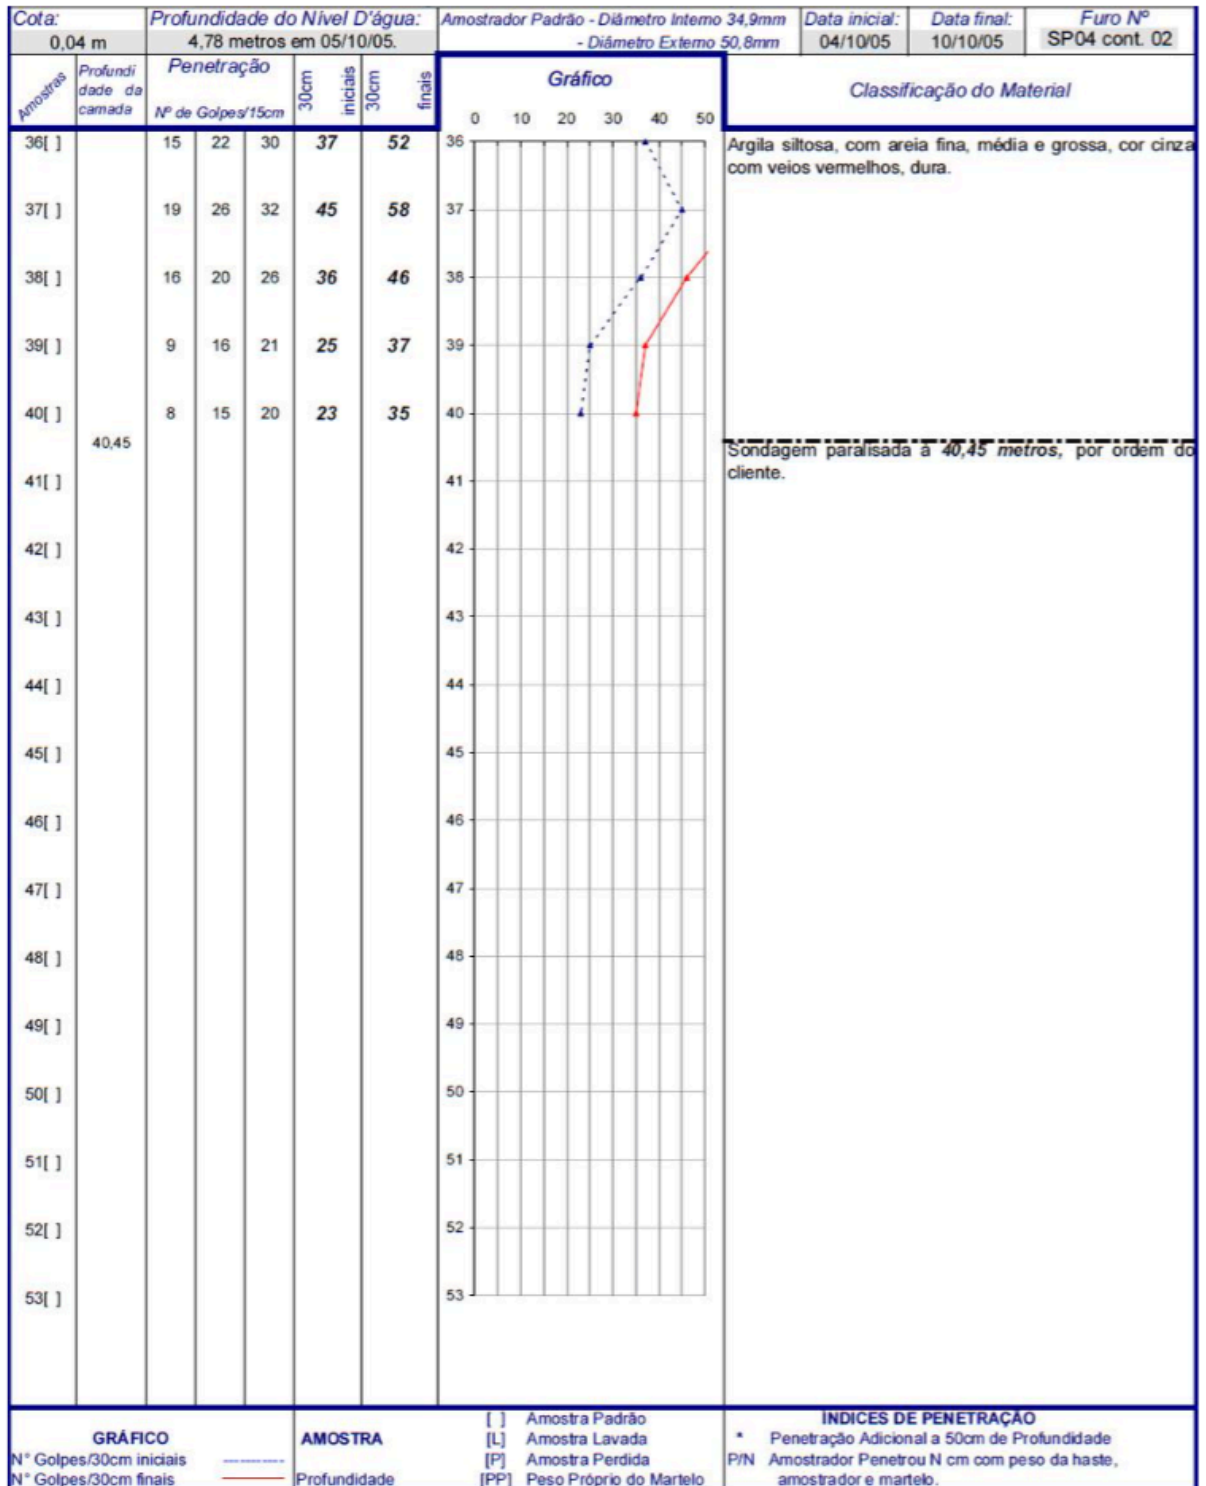 Cota: Profundidade do Nível D'água: Amostrador Padrão - Diâmetro Interno 34,9mm Data inicial: Data final: Furo Nº
0,04 m 4,78 metros em 05/10/05. - Diâmetro Externo 50,8mm 04/10/05 10/10/05 SP04 cont. 02
Amostras Profundi dade da camada Penetração Nº de Golpes/15cm 30cm iniciais 30cm finais Gráfico Classificação do Material
0 10 20 30 40 50
36[ ] 15 22 30 37 52 36 Argila siltosa, com areia fina, média e grossa, cor cinza
com veios vermelhos, dura.
37[ ] 19 26 32 45 58 37
38[ ] 16 20 26 36 46 38
39[ ] 9 16 21 25 37 39
40[ ] 8 15 20 23 35 40
40,45 Sondagem paralisada à 40,45 metros, por ordem do
cliente.
41[ ] 41
42[ ] 42
43[ ] 43
44[ ] 44
45[ ] 45
46[ ] 46
47[ ] 47
48[ ] 48
49[ ] 49
50[ ] 50
51[ ] 51
52[ ] 52
53[ ] 53
[ ] Amostra Padrão ÍNDICES DE PENETRAÇÃO
GRÁFICO AMOSTRA [L] Amostra Lavada * Penetração Adicional a 50cm de Profundidade
N° Golpes/30cm iniciais ----------- [P] Amostra Perdida P/N Amostrador Penetrou N cm com peso da haste,
N° Golpes/30cm finais Profundidade [PP] Peso Próprio do Martelo amostrador e martelo.